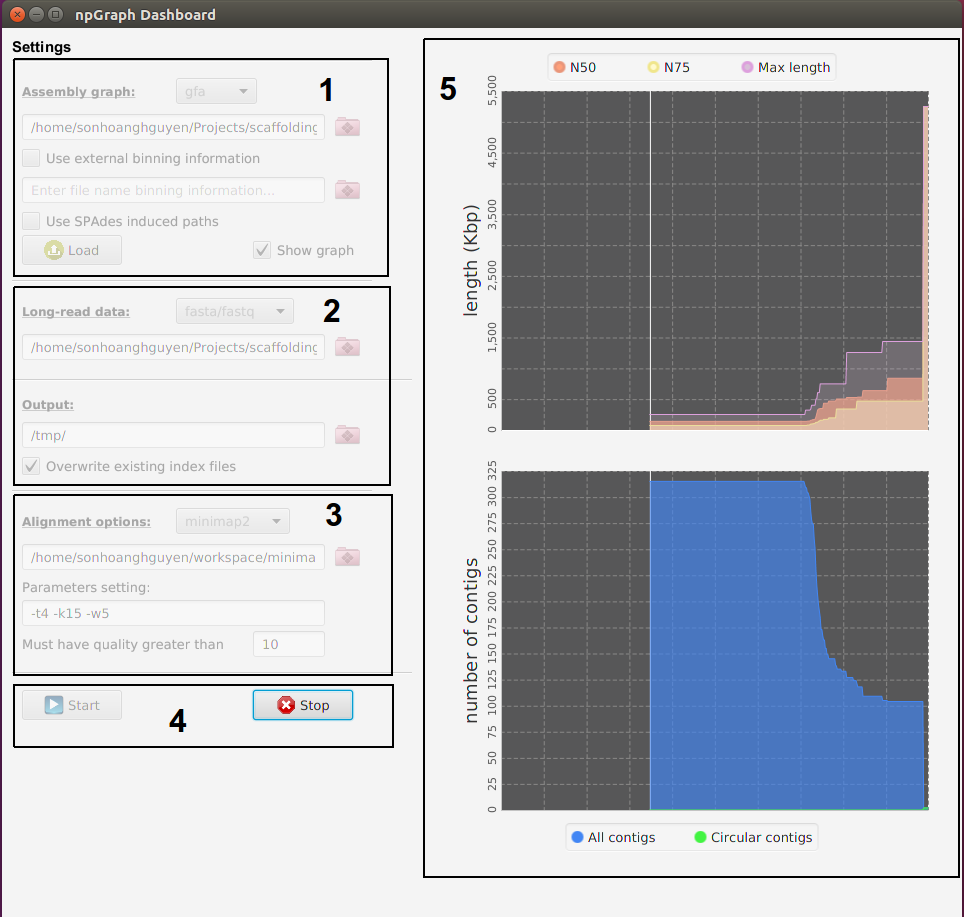 npGraph Dashboard
Settings
1
Assembly graph: gfa
/home/sonhoanghguyen/Projects/scaffolding
Use external binning information
Enter file name binning information...
Use SPAdes induced paths
Load Show graph
2
Long-read data: fasta/fastq
/home/sonhoanghguyen/Projects/scaffolding
Output:
/tmp/
Overwrite existing index files
3
Alignment options: minimap2
/home/sonhoanghguyen/workspace/minima
Parameters setting:
-t4 -k15 -w5
Must have quality greater than 10
Start 4 Stop
5
N50 N75 Max length
length (Kbp)
5,500
4,500
3,500
2,500
1,500
500
0
number of contigs
325
300
275
250
225
200
175
150
125
100
75
50
25
0
All contigs Circular contigs